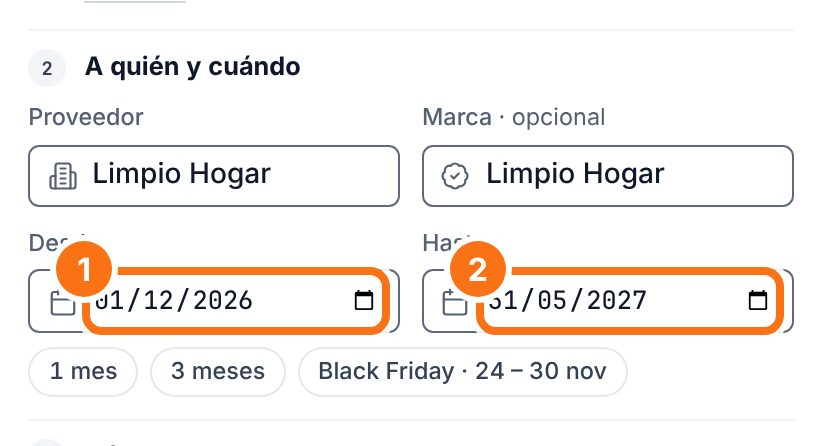 2 A quién y cuándo
Proveedor
Marca · opcional
Limpio Hogar
Limpio Hogar
1
2
01/12/2026
31/05/2027
1 mes
3 meses
Black Friday · 24 – 30 nov